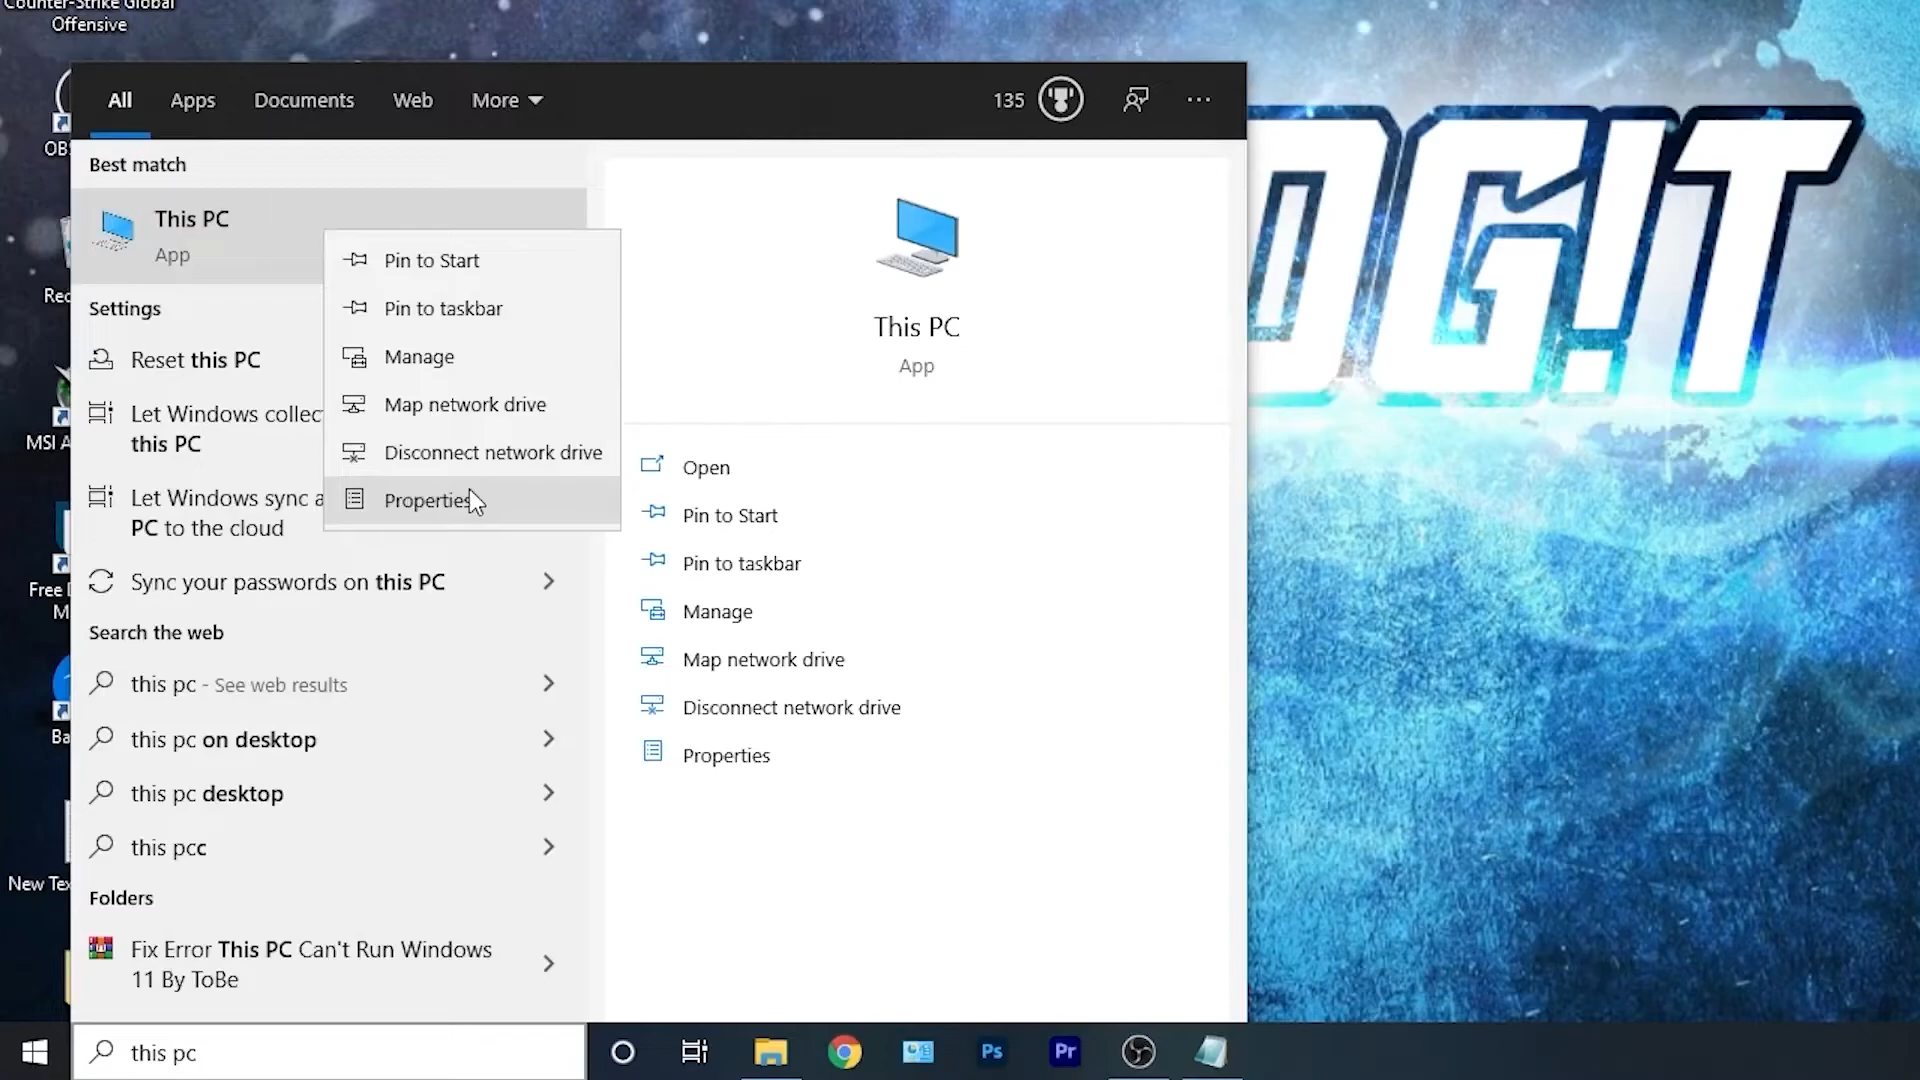 Counter-Strike Global
Offensive
All
Apps
Documents
Web
More
135
Best match
This PC
App
Settings
Reset this PC
Let Windows collec
this PC
Let Windows sync a
PC to the cloud
Sync your passwords on this PC
Search the web
this pc - See web results
this pc on desktop
this pc desktop
this pcc
Folders
Fix Error This PC Can't Run Windows
11 By ToBe
Pin to Start
Pin to taskbar
Manage
Map network drive
Disconnect network drive
Properties
This PC
App
Open
Pin to Start
Pin to taskbar
Manage
Map network drive
Disconnect network drive
Properties
OB
Rec
MSI A
Free D
M
Ba
New Tex
OG!T
this pc
Ps
Pr